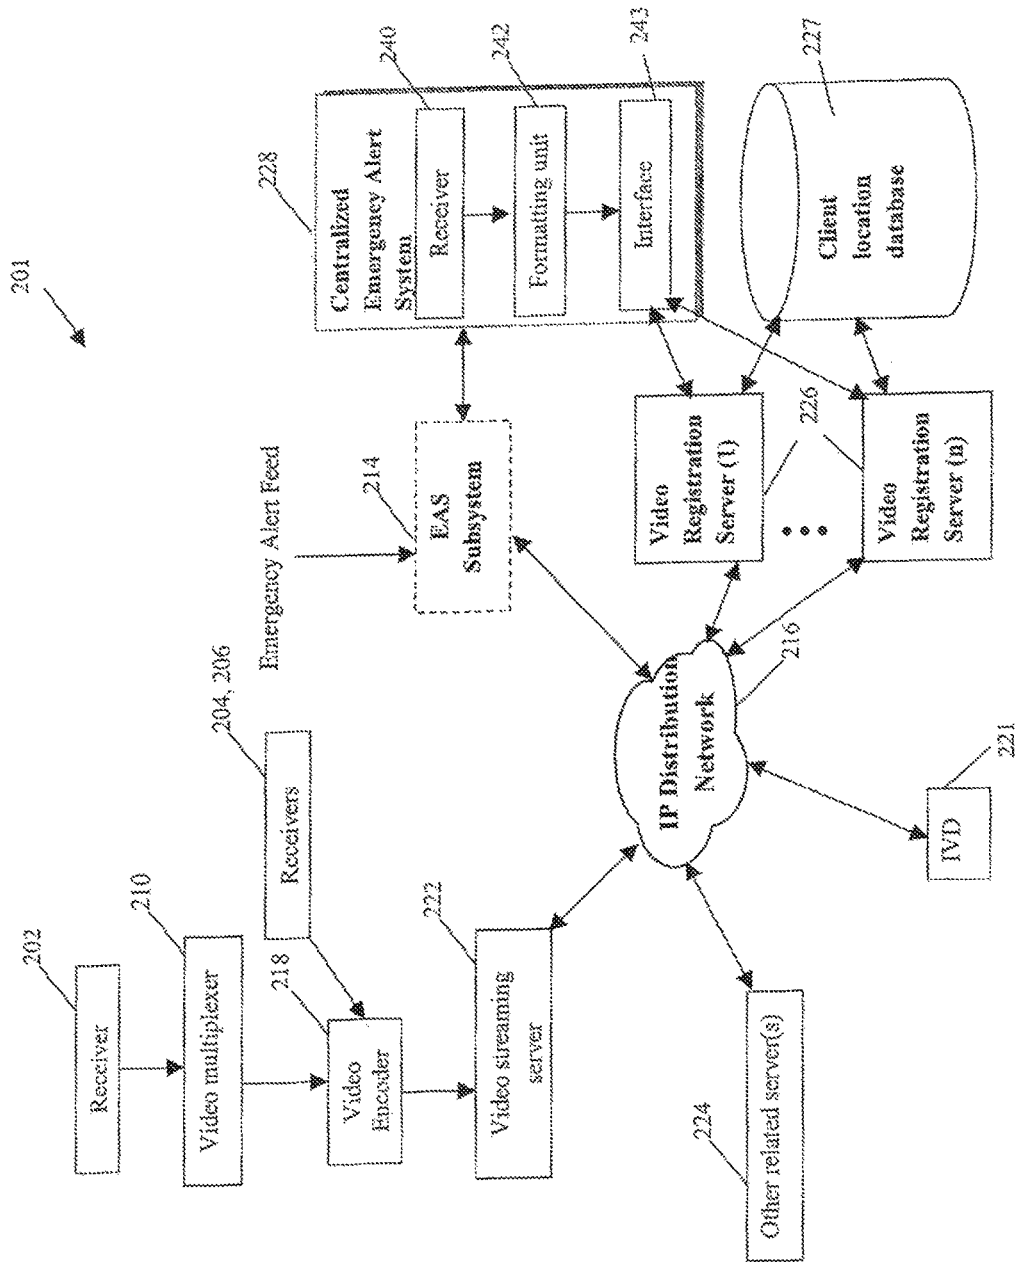 201
202
Receiver
210
Video multiplexer
204, 206
Receivers
218
Video
Encoder
222
Video streaming
server
Emergency Alert Feed
214
EAS
Subsystem
228
Centralized
Emergency Alert
System
240
Receiver
242
Formatting unit
243
Interface
IP Distribution
Network
216
Video
Registration
Server (1)
226
• • •
Video
Registration
Server (n)
227
Client
location
database
224
Other related server(s)
221
IVD